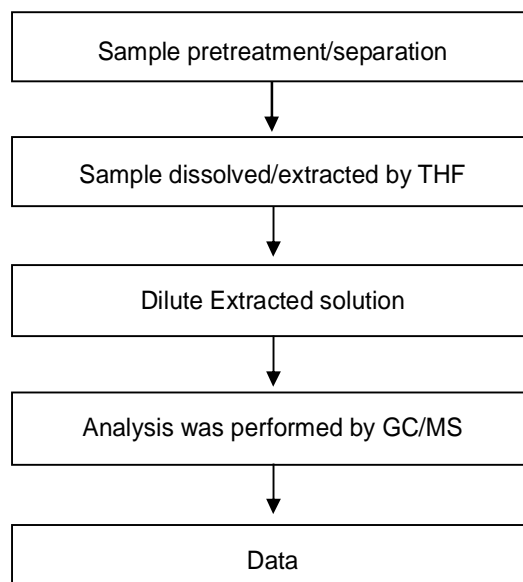 Sample pretreatment/separation
Sample dissolved/extracted by THF
Dilute Extracted solution
Analysis was performed by GC/MS
Data